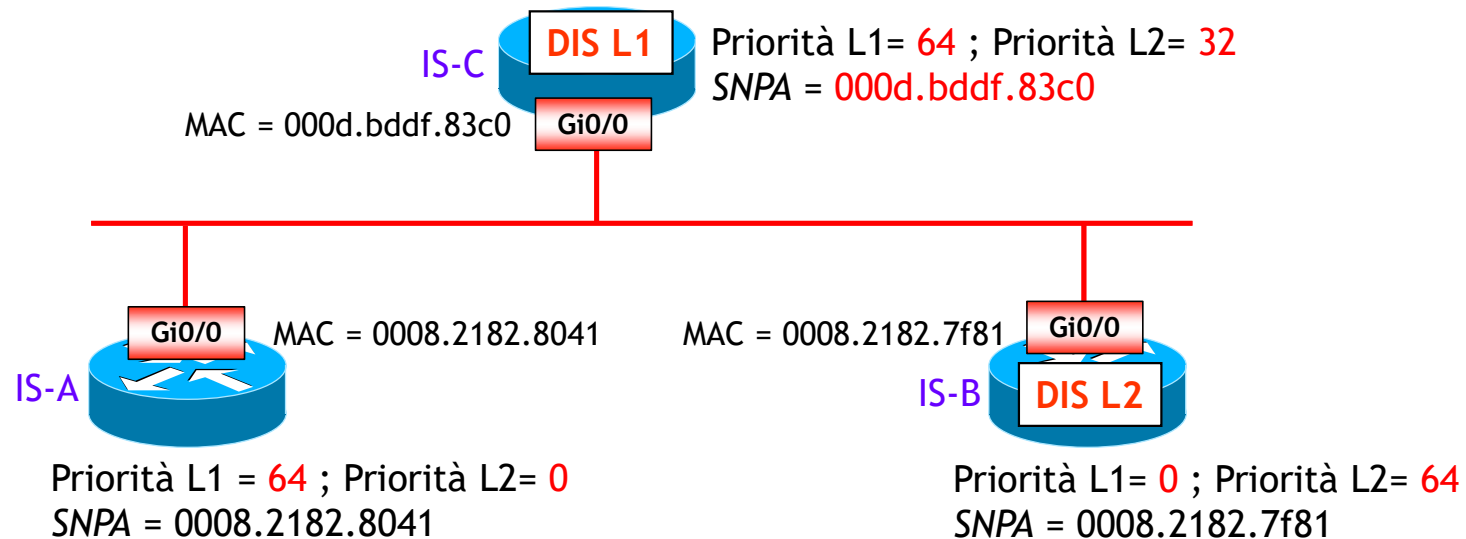 IS-C
DIS L1
Priorità L1= 64 ; Priorità L2= 32
SNPA = 000d.bddf.83c0
MAC = 000d.bddf.83c0
Gi0/0
Gi0/0
MAC = 0008.2182.8041
MAC = 0008.2182.7f81
Gi0/0
IS-A
IS-B
DIS L2
Priorità L1 = 64 ; Priorità L2= 0
SNPA = 0008.2182.8041
Priorità L1= 0 ; Priorità L2= 64
SNPA = 0008.2182.7f81